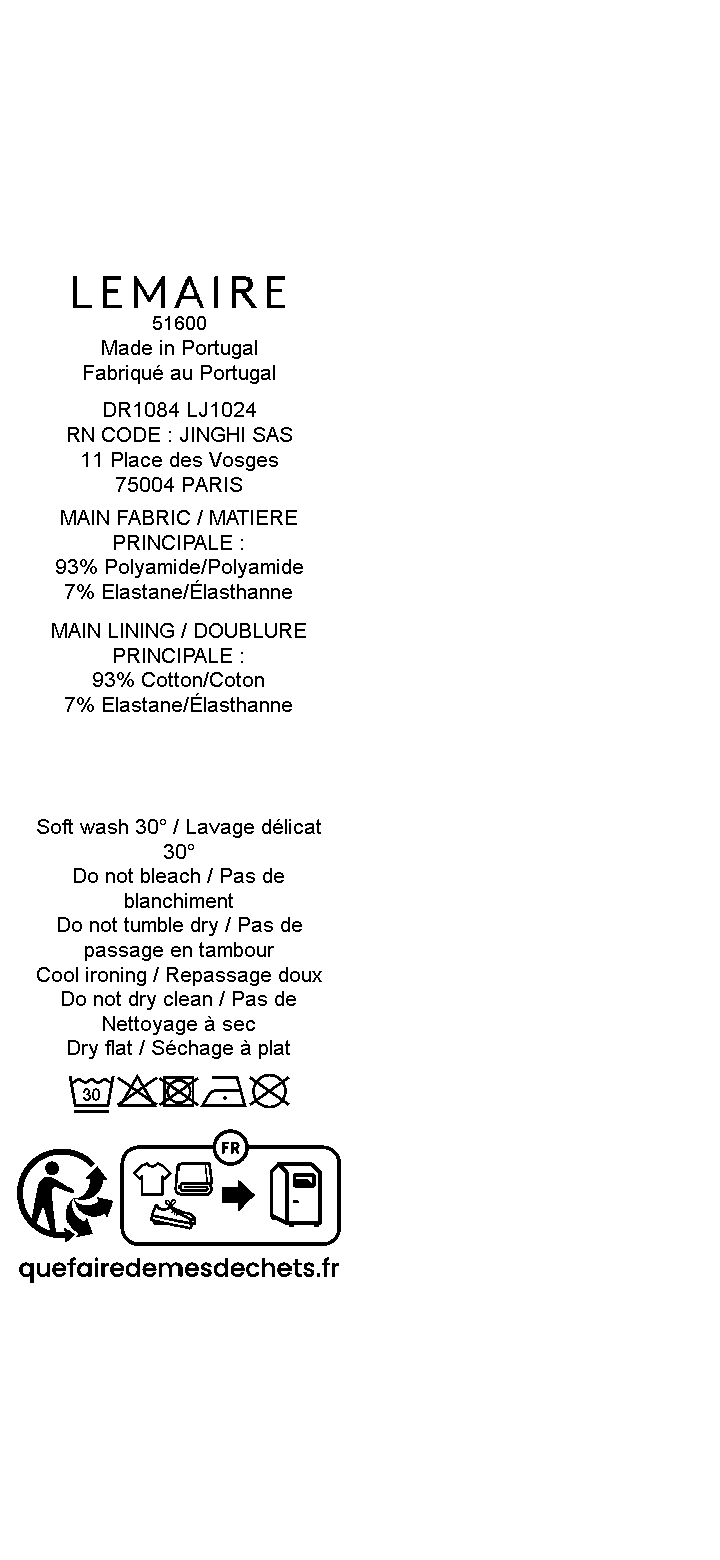 LEMAIRE
51600
Made in Portugal
Fabriqué au Portugal
DR1084 LJ1024
RN CODE : JINGHI SAS
11 Place des Vosges
75004 PARIS
MAIN FABRIC / MATIERE
PRINCIPALE :
93% Polyamide/Polyamide
7% Elastane/Élasthanne
MAIN LINING / DOUBLURE
PRINCIPALE :
93% Cotton/Coton
7% Elastane/Élasthanne
Soft wash 30° / Lavage délicat
30°
Do not bleach / Pas de
blanchiment
Do not tumble dry / Pas de
passage en tambour
Cool ironing / Repassage doux
Do not dry clean / Pas de
Nettoyage à sec
Dry flat / Séchage à plat
30
FR
quefairedemesdechets.fr